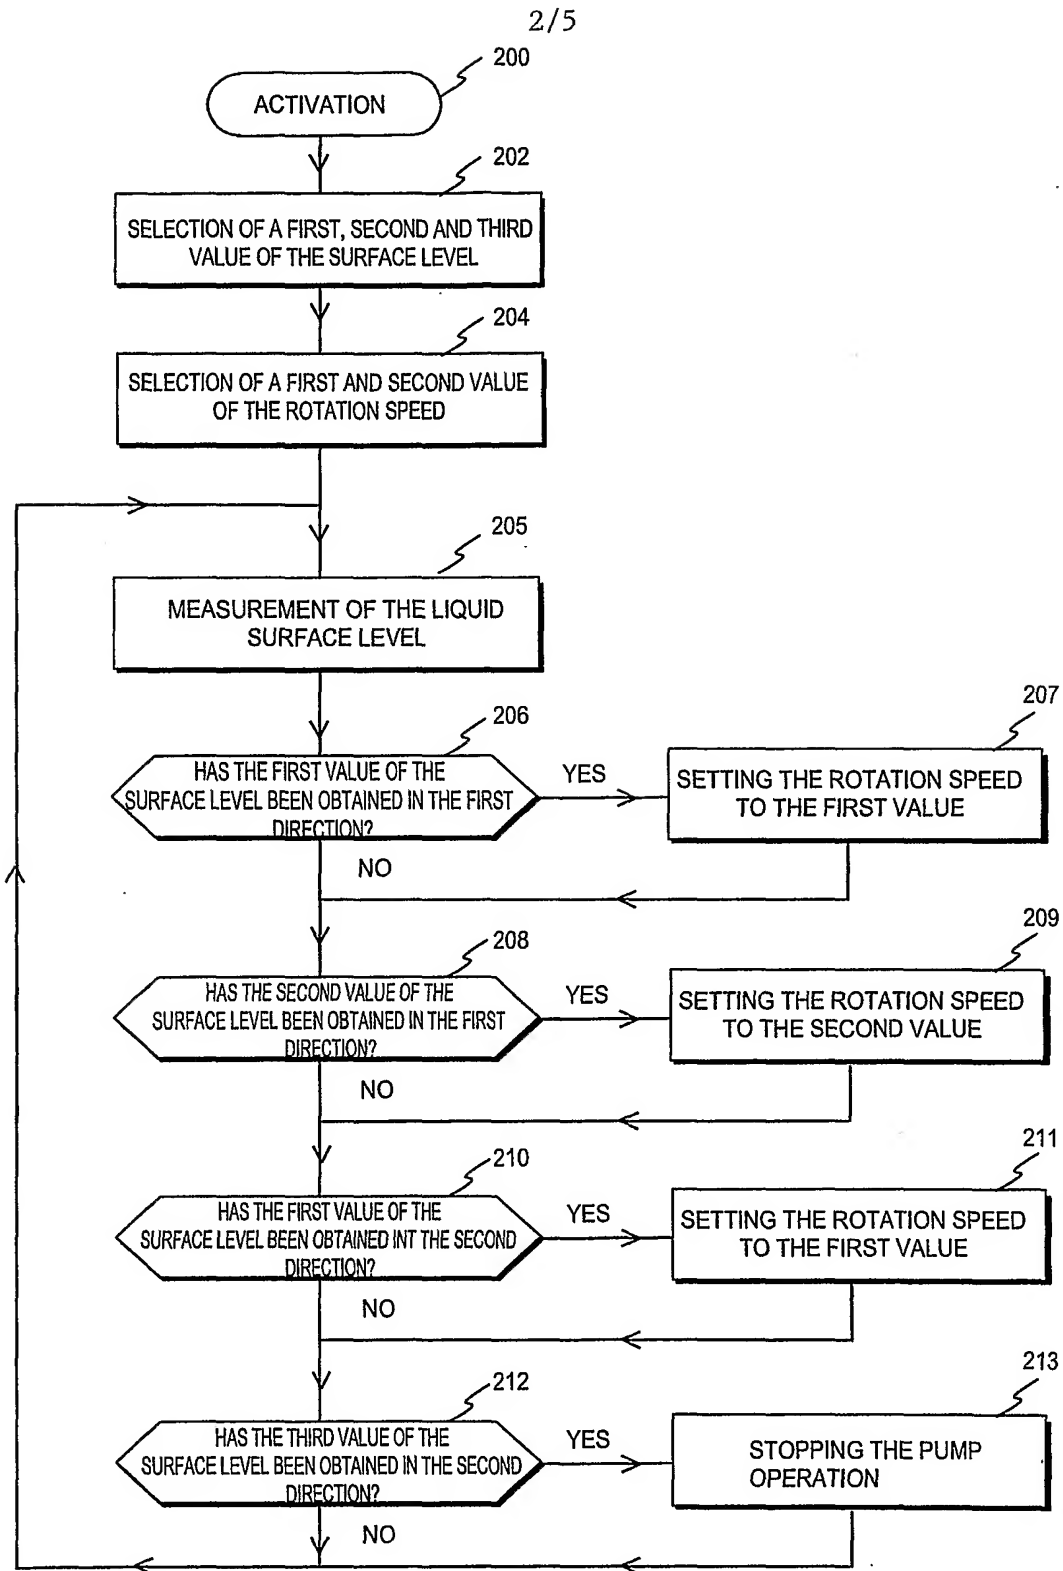 2/5
200
ACTIVATION
202
SELECTION OF A FIRST, SECOND AND THIRD
VALUE OF THE SURFACE LEVEL
204
SELECTION OF A FIRST AND SECOND VALUE
OF THE ROTATION SPEED
205
MEASUREMENT OF THE LIQUID
SURFACE LEVEL
206
HAS THE FIRST VALUE OF THE
SURFACE LEVEL BEEN OBTAINED IN THE FIRST
DIRECTION?
YES
207
SETTING THE ROTATION SPEED
TO THE FIRST VALUE
NO
208
HAS THE SECOND VALUE OF THE
SURFACE LEVEL BEEN OBTAINED IN THE FIRST
DIRECTION?
YES
209
SETTING THE ROTATION SPEED
TO THE SECOND VALUE
NO
210
HAS THE FIRST VALUE OF THE
SURFACE LEVEL BEEN OBTAINED INT THE SECOND
DIRECTION?
YES
211
SETTING THE ROTATION SPEED
TO THE FIRST VALUE
NO
212
HAS THE THIRD VALUE OF THE
SURFACE LEVEL BEEN OBTAINED IN THE SECOND
DIRECTION?
YES
213
STOPPING THE PUMP
OPERATION
NO